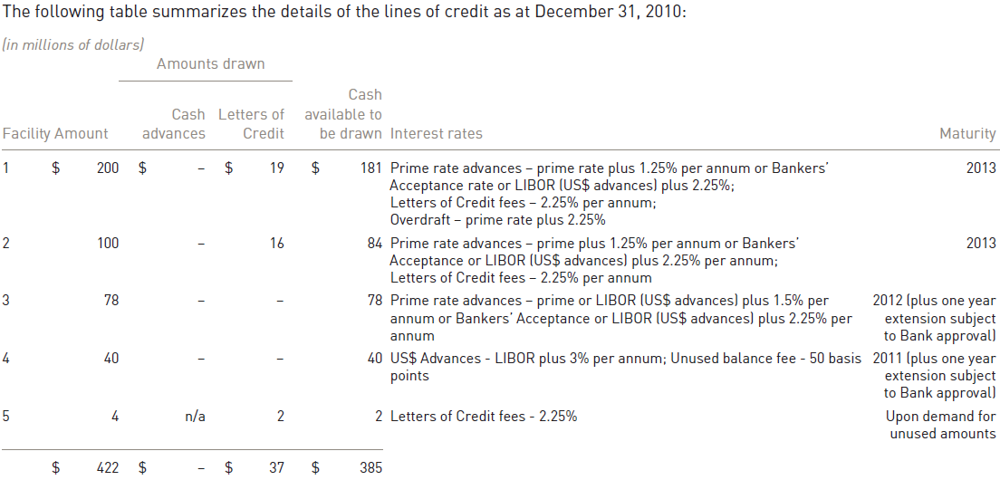 The following table summarizes the details of the lines of credit as at December 31, 2010:
(in millions of dollars)
Amounts drawn
Cash
Cash Letters of available to
Facility Amount advances Credit be drawn Interest rates Maturity
1 $ 200 $ – $ 19 $ 181 Prime rate advances – prime rate plus 1.25% per annum or Bankers’ 2013
Acceptance rate or LIBOR (US$ advances) plus 2.25%;
Letters of Credit fees – 2.25% per annum;
Overdraft – prime rate plus 2.25%
2 100 – 16 84 Prime rate advances – prime plus 1.25% per annum or Bankers’ 2013
Acceptance or LIBOR (US$ advances) plus 2.25% per annum;
Letters of Credit fees – 2.25% per annum
3 78 – – 78 Prime rate advances – prime or LIBOR (US$ advances) plus 1.5% per 2012 (plus one year
annum or Bankers’ Acceptance or LIBOR (US$ advances) plus 2.25% per extension subject
annum to Bank approval)
4 40 – – 40 US$ Advances - LIBOR plus 3% per annum; Unused balance fee - 50 basis 2011 (plus one year
points extension subject
to Bank approval)
5 4 n/a 2 2 Letters of Credit fees - 2.25% Upon demand for
unused amounts
$ 422 $ – $ 37 $ 385